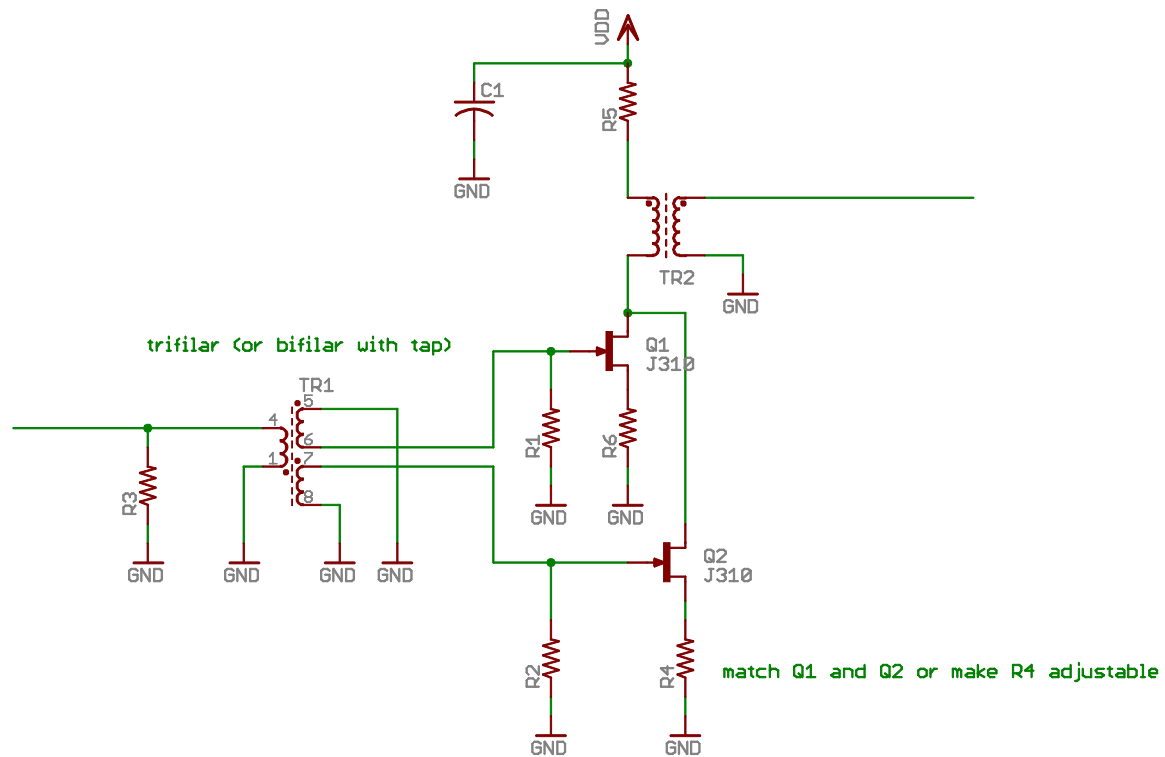 VDD
C1
R5
GND
TR2
GND
trifilar (or bifilar with tap)
Q1
J310
TR1
5
4
6
1
7
8
R3
R1
R6
GND
GND
GND
GND
GND
GND
Q2
J310
R2
R4
match Q1 and Q2 or make R4 adjustable
GND
GND